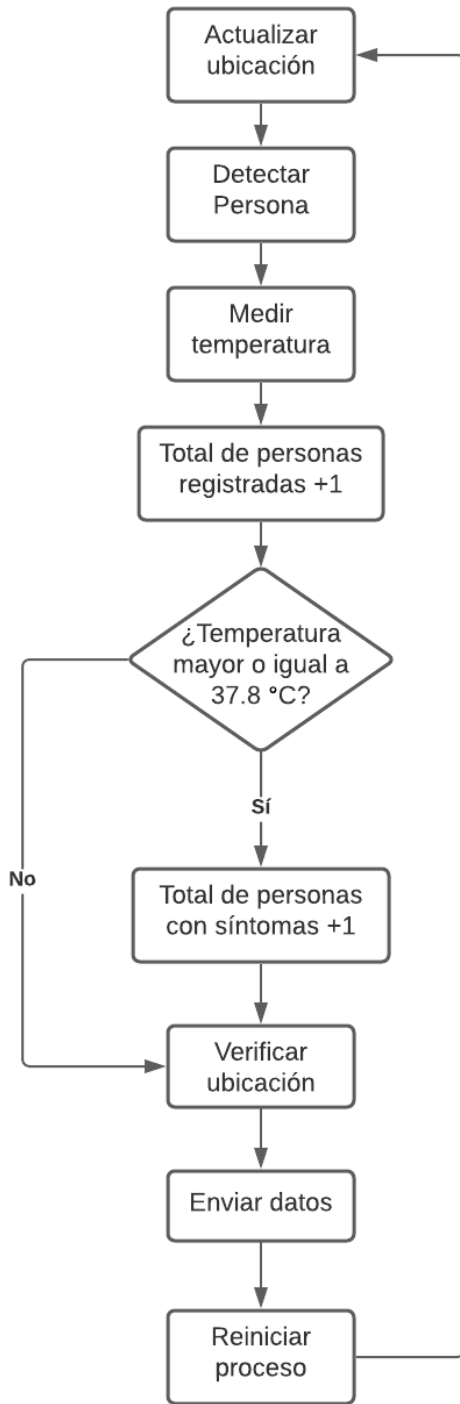 Actualizar
ubicación
Detectar
Persona
Medir
temperatura
Total de personas
registradas +1
¿Temperatura
mayor o igual a
37.8 °C?
Sí
No
Total de personas
con síntomas +1
Verificar
ubicación
Enviar datos
Reiniciar
proceso